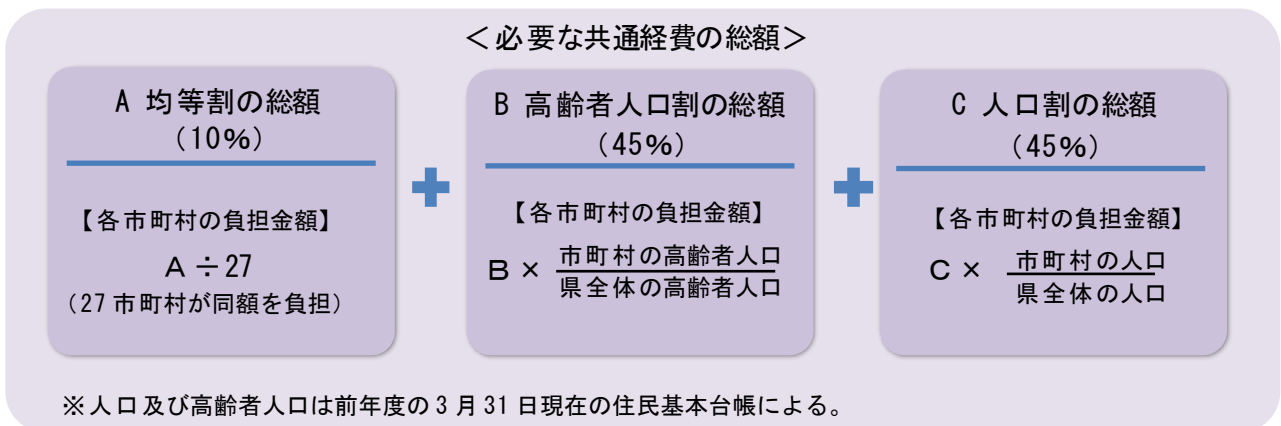 ＜必要な共通経費の総額＞
A 均等割の総額
（10%）
【各市町村の負担金額】
A ÷27
（27 市町村が同額を負担）
B 高齢者人口割の総額
（45%）
【各市町村の負担金額】
B × 市町村の高齢者人口
県全体の高齢者人口
C 人口割の総額
（45%）
【各市町村の負担金額】
C × 市町村の人口
県全体の人口
※人口及び高齢者人口は前年度の3月31日現在の住民基本台帳による。